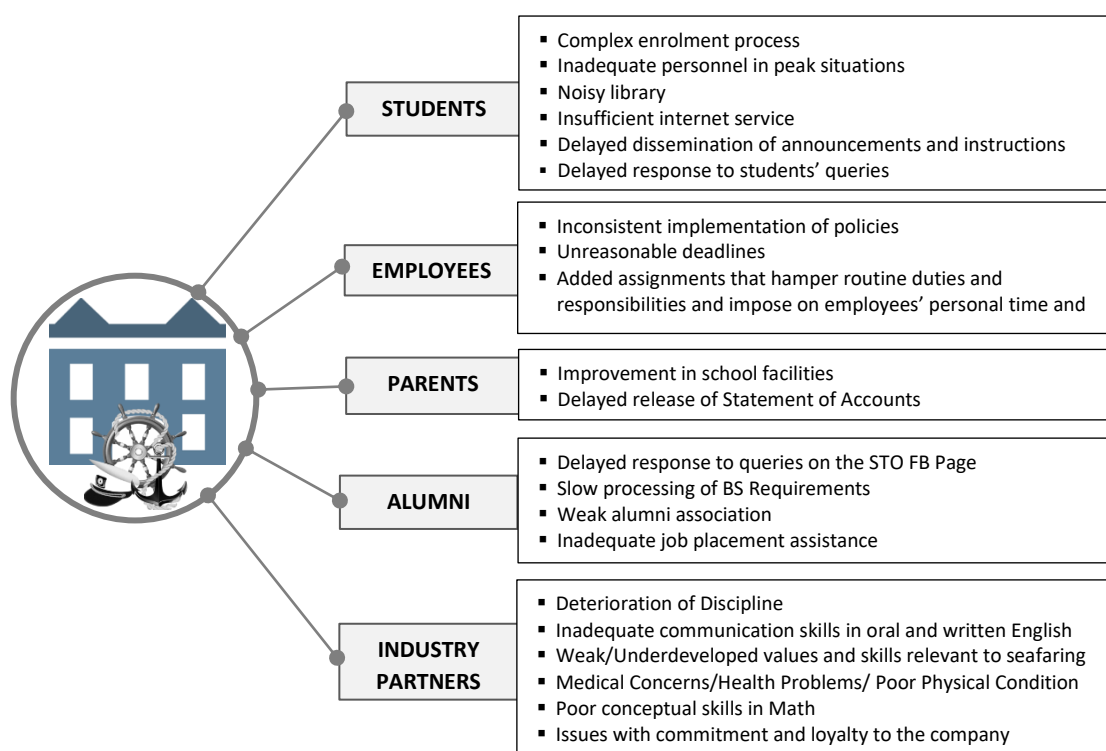 STUDENTS
▪ Complex enrolment process
▪ Inadequate personnel in peak situations
▪ Noisy library
▪ Insufficient internet service
▪ Delayed dissemination of announcements and instructions
▪ Delayed response to students’ queries
EMPLOYEES
▪ Inconsistent implementation of policies
▪ Unreasonable deadlines
▪ Added assignments that hamper routine duties and
responsibilities and impose on employees’ personal time and
PARENTS
▪ Improvement in school facilities
▪ Delayed release of Statement of Accounts
ALUMNI
▪ Delayed response to queries on the STO FB Page
▪ Slow processing of BS Requirements
▪ Weak alumni association
▪ Inadequate job placement assistance
INDUSTRY
PARTNERS
▪ Deterioration of Discipline
▪ Inadequate communication skills in oral and written English
▪ Weak/Underdeveloped values and skills relevant to seafaring
▪ Medical Concerns/Health Problems/ Poor Physical Condition
▪ Poor conceptual skills in Math
▪ Issues with commitment and loyalty to the company